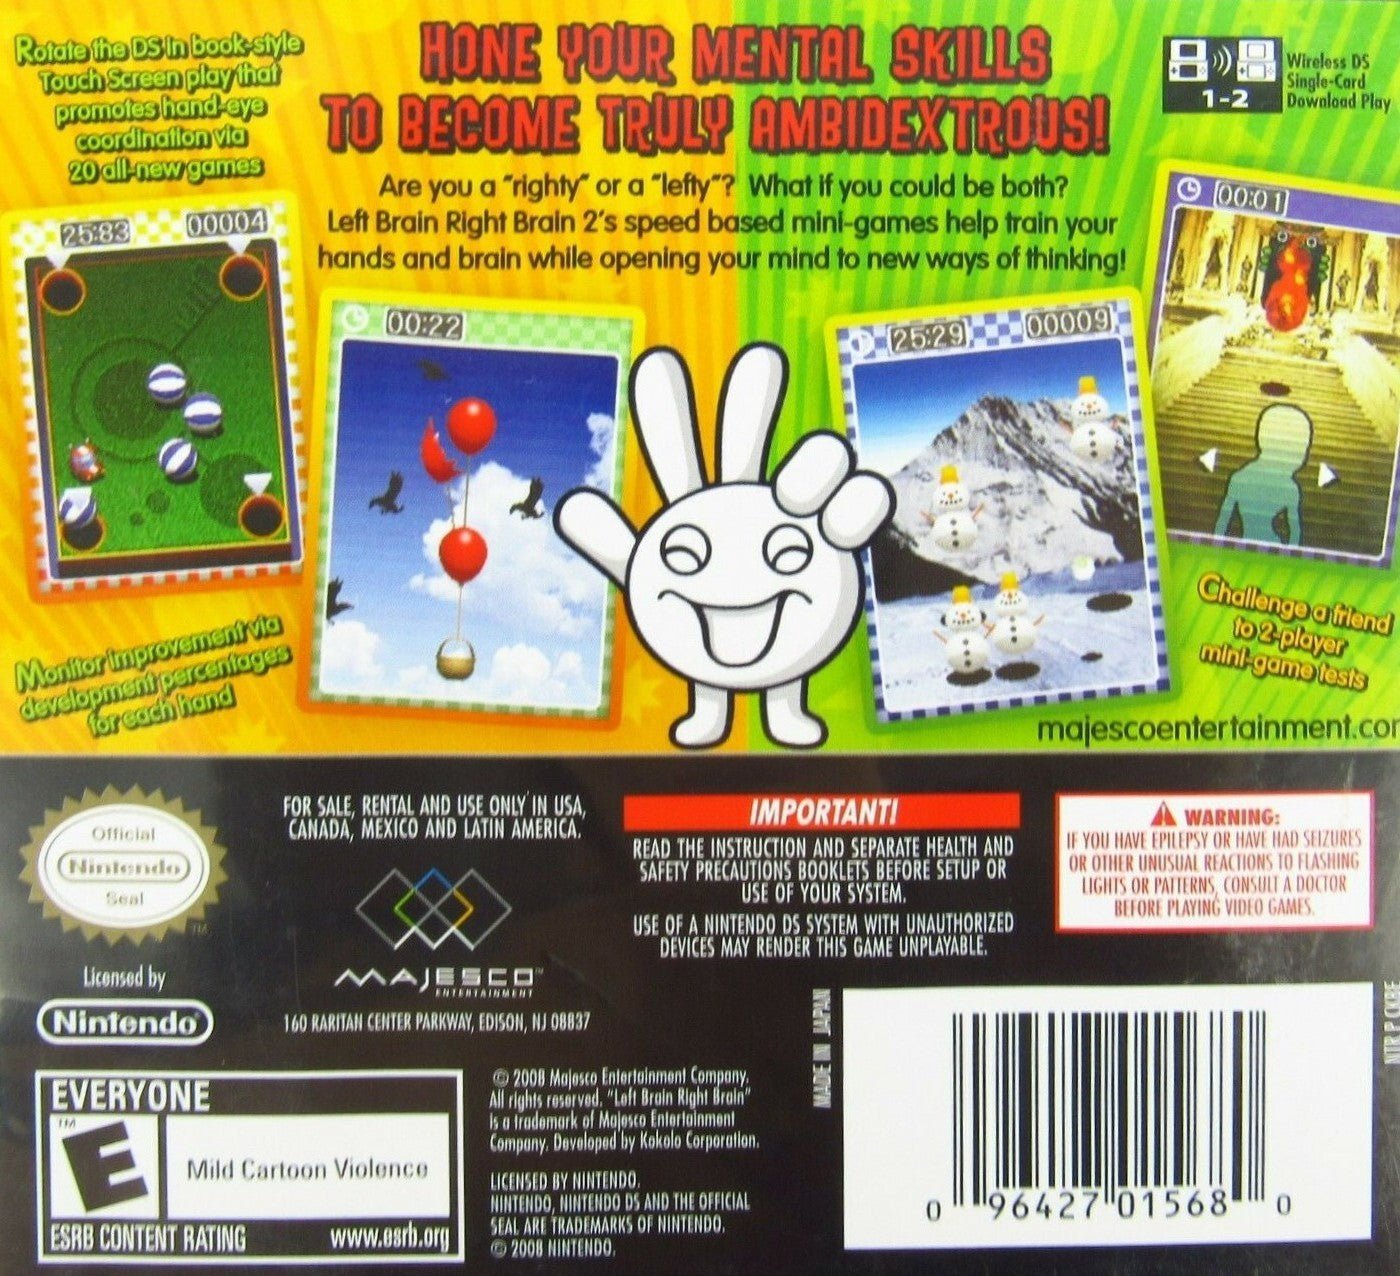 Rotate the DS in book-style
Touch Screen play that
promotes hand-eye
coordination via
20 all-new games
HONE YOUR MENTAL SKILLS
TO BECOME TRULY AMBIDEXTROUS!
Are you a "righty" or a "lefty"? What if you could be both?
Left Brain Right Brain 2's speed based mini-games help train your
hands and brain while opening your mind to new ways of thinking!
1-2
Wireless DS
Single-Card
Download Play
25:83
00004
00:22
25:29
00009
00:01
Monitor improvement via
development percentages
for each hand
Challenge a friend
to 2-player
mini-game tests
majescoentertainment.com
Official
Nintendo
Seal
TM
Licensed by
Nintendo
FOR SALE, RENTAL AND USE ONLY IN USA,
CANADA, MEXICO AND LATIN AMERICA.
MAJESCO™
ENTERTAINMENT
160 RARITAN CENTER PARKWAY, EDISON, NJ 08837
IMPORTANT!
READ THE INSTRUCTION AND SEPARATE HEALTH AND
SAFETY PRECAUTIONS BOOKLETS BEFORE SETUP OR
USE OF YOUR SYSTEM.
USE OF A NINTENDO DS SYSTEM WITH UNAUTHORIZED
DEVICES MAY RENDER THIS GAME UNPLAYABLE.
WARNING:
IF YOU HAVE EPILEPSY OR HAVE HAD SEIZURES
OR OTHER UNUSUAL REACTIONS TO FLASHING
LIGHTS OR PATTERNS, CONSULT A DOCTOR
BEFORE PLAYING VIDEO GAMES.
EVERYONE
TM
E
Mild Cartoon Violence
ESRB CONTENT RATING
www.esrb.org
© 2008 Majesco Entertainment Company.
All rights reserved. "Left Brain Right Brain"
is a trademark of Majesco Entertainment
Company. Developed by Kokolo Corporation.
LICENSED BY NINTENDO.
NINTENDO, NINTENDO DS AND THE OFFICIAL
SEAL ARE TRADEMARKS OF NINTENDO.
© 2008 NINTENDO.
MADE IN JAPAN
0 96427 01568 0